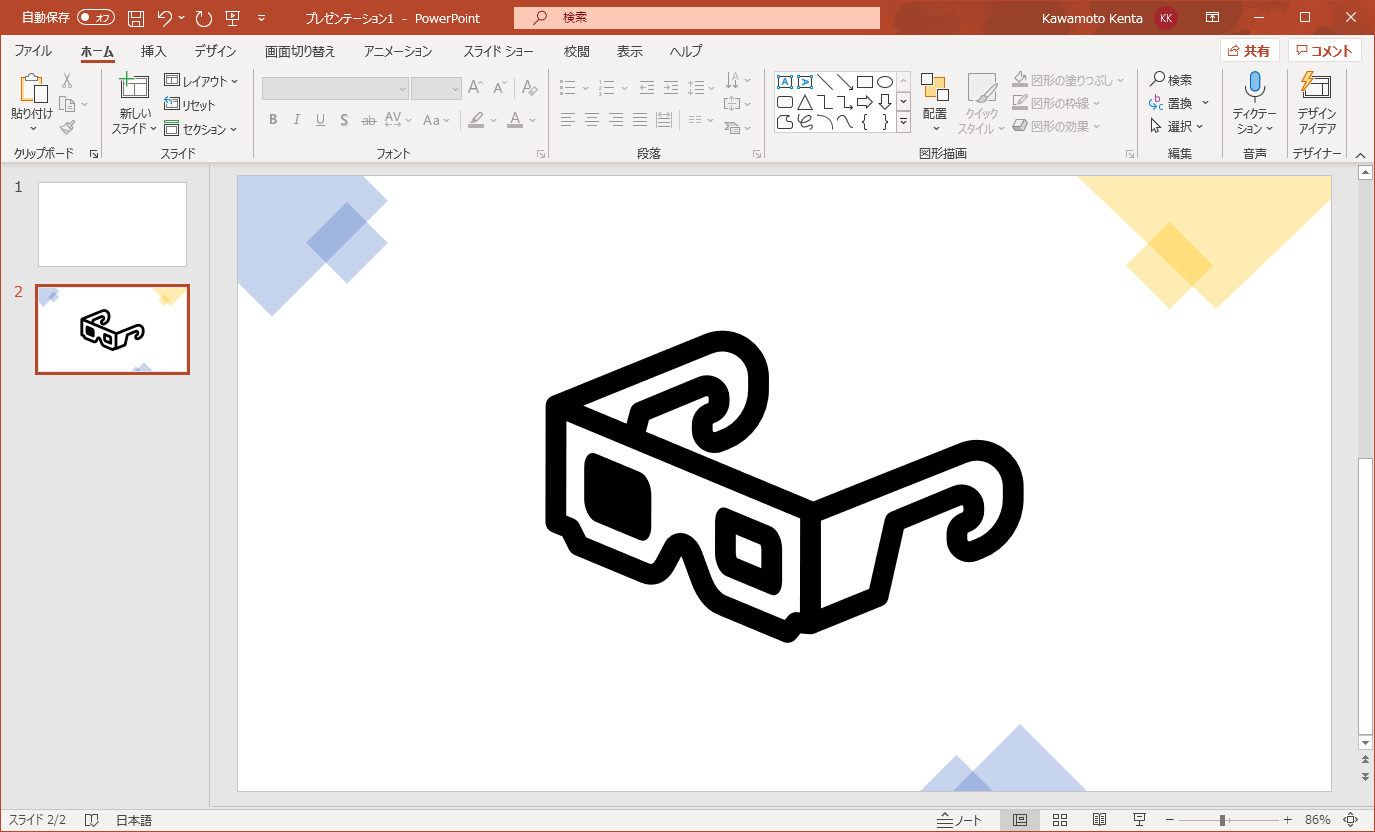 自動保存 オフ プレゼンテーション1 - PowerPoint 検索 Kawamoto Kenta KK
ファイル ホーム 挿入 デザイン 画面切り替え アニメーション スライド ショー 校閲 表示 ヘルプ 共有 コメント
貼り付け
クリップボード
新しい
スライド
レイアウト
リセット
セクション
スライド
B I U S ab AV Aa A
フォント
段落
図形描画
配置
クイック
スタイル
図形の塗りつぶし
図形の枠線
図形の効果
検索
置換
選択
編集
ディクテー
ション
音声
デザイン
アイデア
デザイナー
1
2
スライド 2/2 日本語 ノート 86%